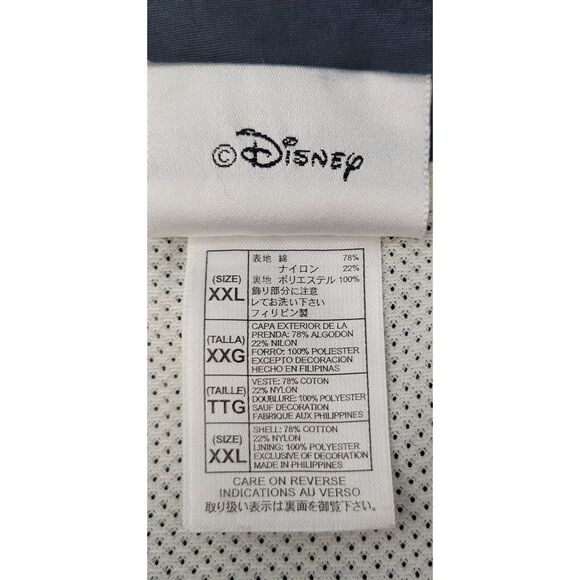 © Disney
(SIZE) XXL
表地 綿 78%
ナイロン 22%
裏地 ポリエステル 100%
飾り部分に注意
してお洗い下さい
フィリピン製
(TALLA) XXG
CAPA EXTERIOR DE LA
PRENDA: 78% ALGODON
22% NILON
FORRO: 100% POLIESTER
EXCEPTO DECORACION
HECHO EN FILIPINAS
(TAILLE) TTG
VESTE: 78% COTON
22% NYLON
DOUBLURE: 100% POLYESTER
SAUF DECORATION
FABRIQUE AUX PHILIPPINES
(SIZE) XXL
SHELL: 78% COTTON
22% NYLON
LINING: 100% POLYESTER
EXCLUSIVE OF DECORATION
MADE IN PHILIPPINES
CARE ON REVERSE
INDICATIONS AU VERSO
取り扱い表示は裏面を御覧下さい。